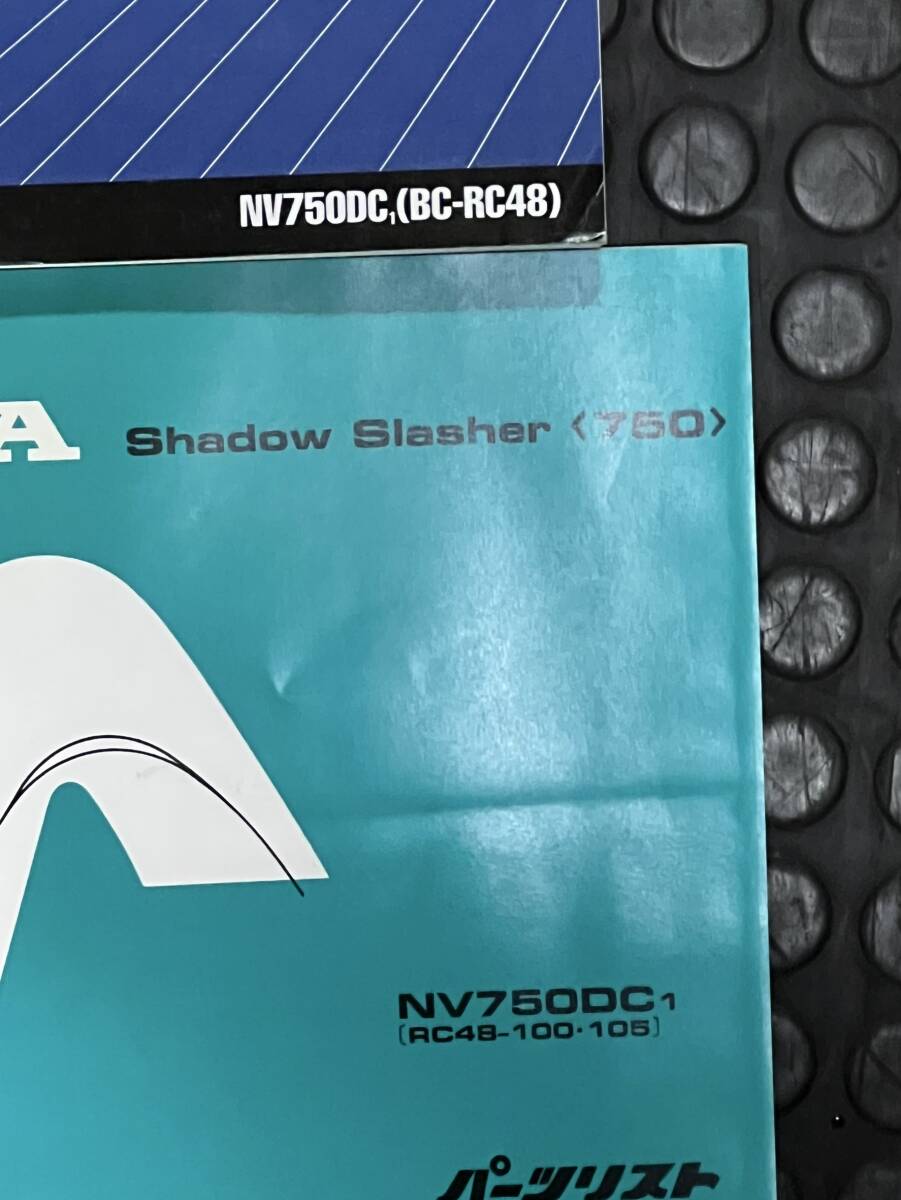 NV750DC1(BC-RC48)
A Shadow Slasher〈750〉
NV750DC1
〔RC48-100・105〕
パーツリスト